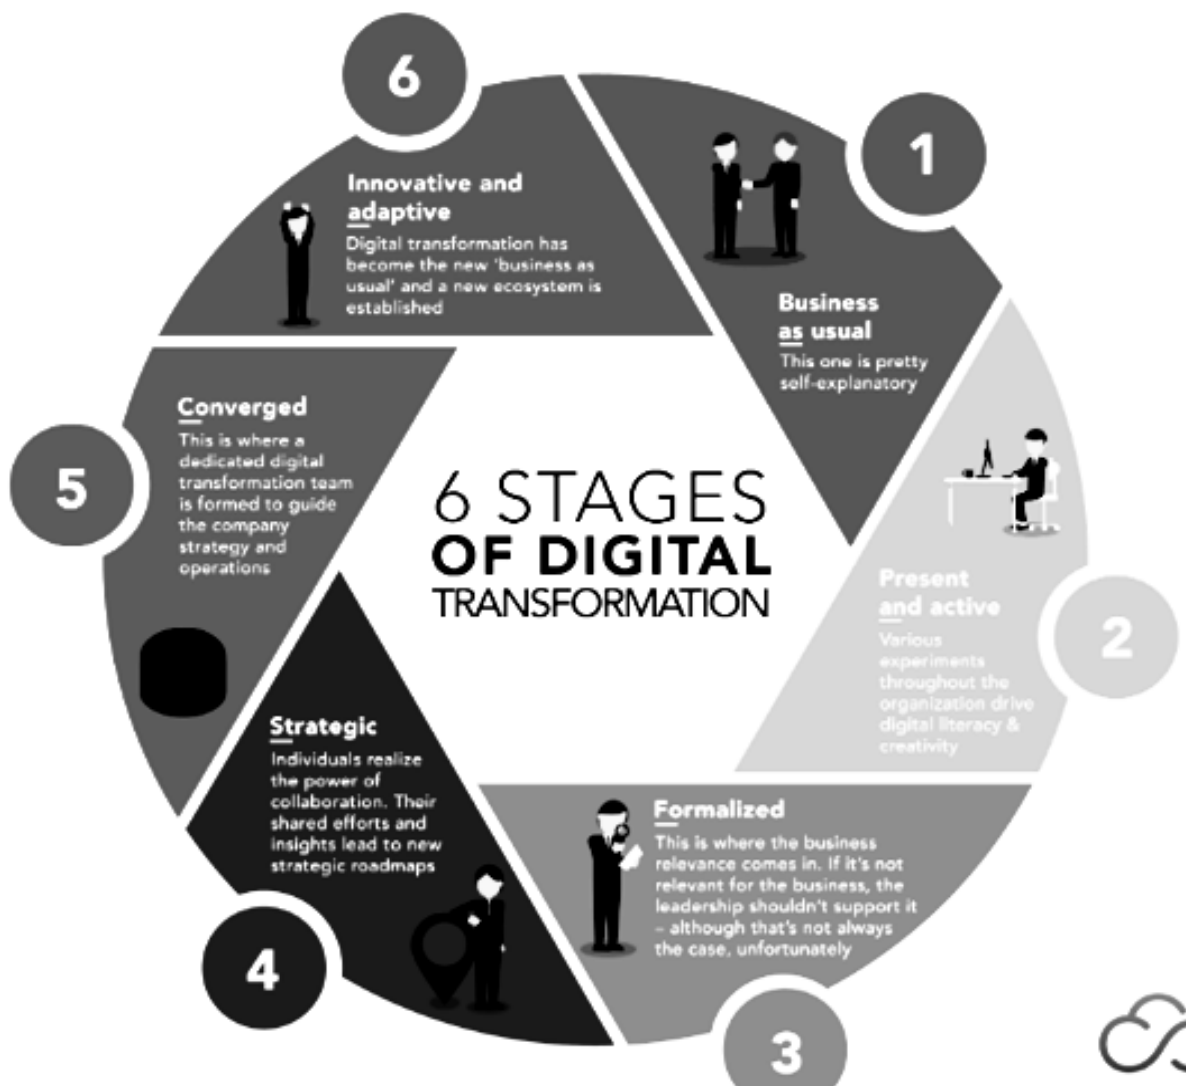 6 STAGES
OF DIGITAL
TRANSFORMATION
1
Business
as usual
This one is pretty
self-explanatory
2
Present
and active
Various
experiments
throughout the
organization drive
digital literacy &
creativity
3
Formalized
This is where the business
relevance comes in. If it's not
relevant for the business, the
leadership shouldn't support it
– although that's not always
the case, unfortunately
4
Strategic
Individuals realize
the power of
collaboration. Their
shared efforts and
insights lead to new
strategic roadmaps
5
Converged
This is where a
dedicated digital
transformation team
is formed to guide
the company
strategy and
operations
6
Innovative and
adaptive
Digital transformation has
become the new 'business as
usual' and a new ecosystem is
established